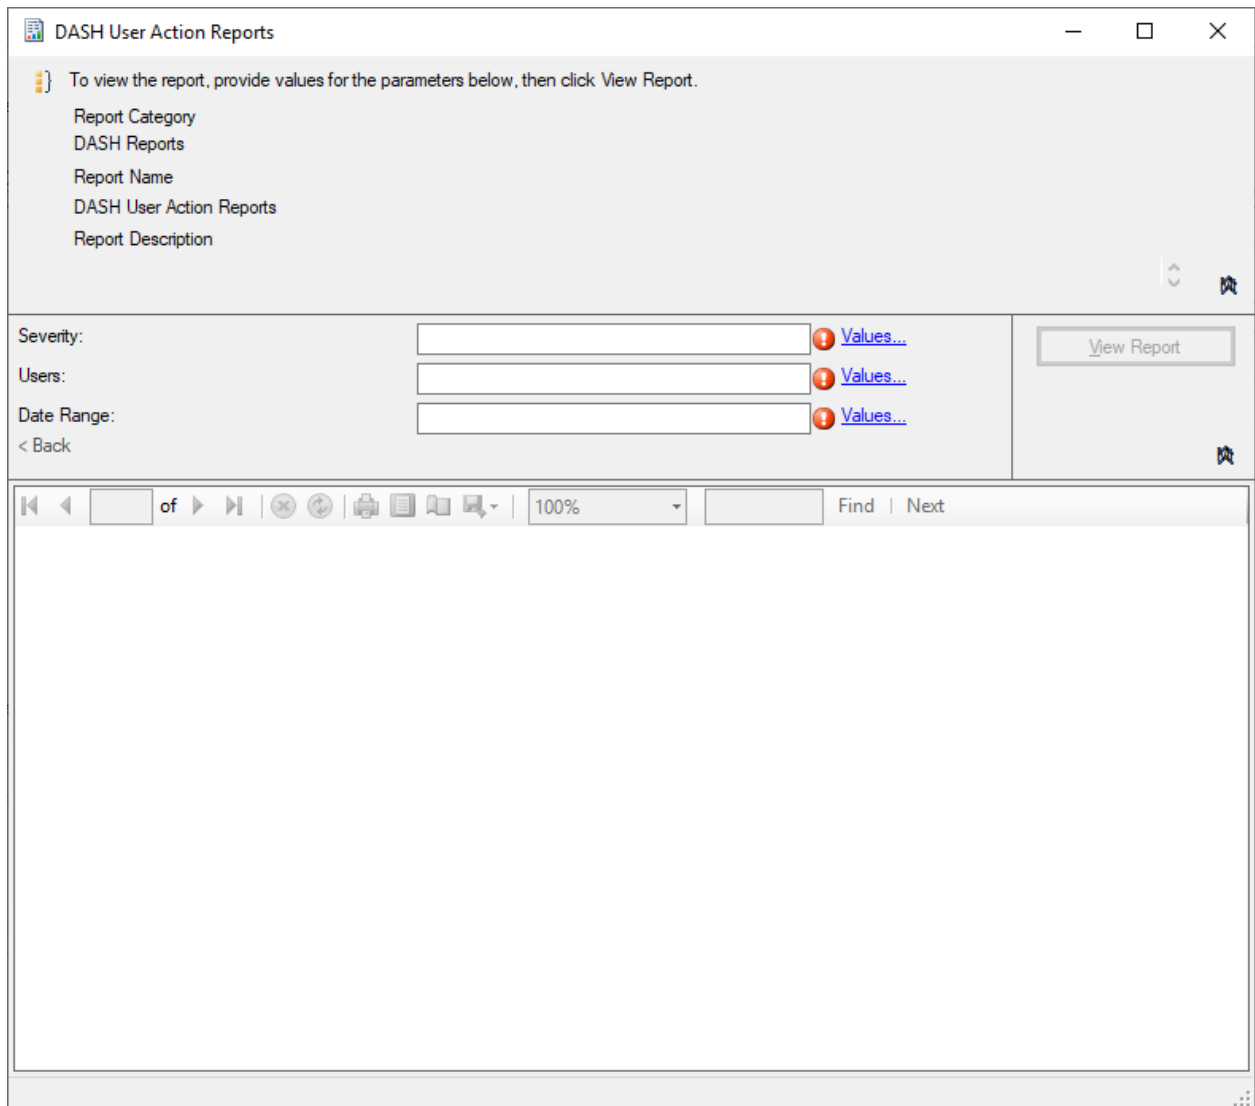 DASH User Action Reports
To view the report, provide values for the parameters below, then click View Report.
Report Category
DASH Reports
Report Name
DASH User Action Reports
Report Description
Severity: Values... View Report
Users: Values...
Date Range: Values...
< Back
of 100% Find | Next